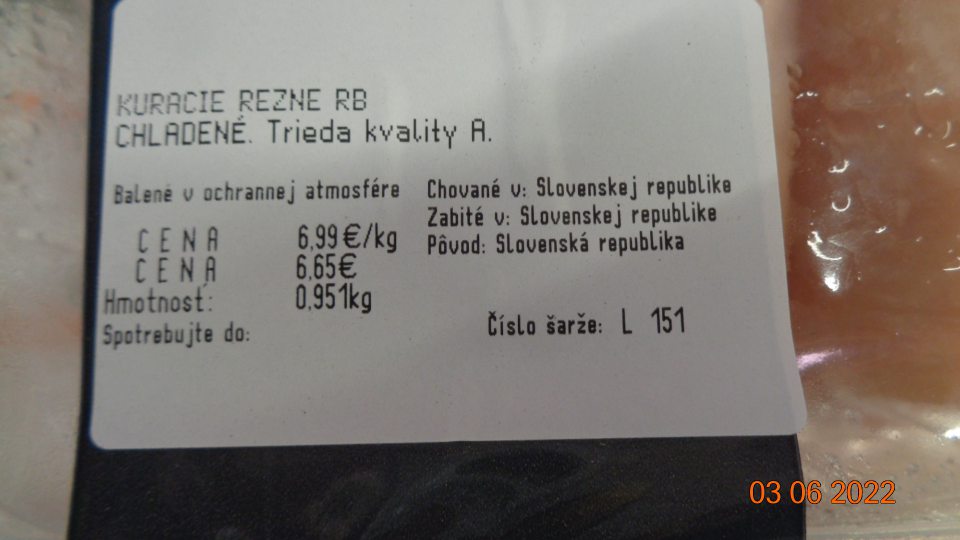 KURACIE REZNE RB
CHLADENÉ. Trieda kvality A.
Balené v ochrannej atmosfére
Chované v: Slovenskej republike
Zabité v: Slovenskej republike
Pôvod: Slovenská republika
CENA 6,99€/kg
CENA 6,65€
Hmotnosť: 0,951kg
Spotrebujte do:
Číslo šarže: L 151
03 06 2022